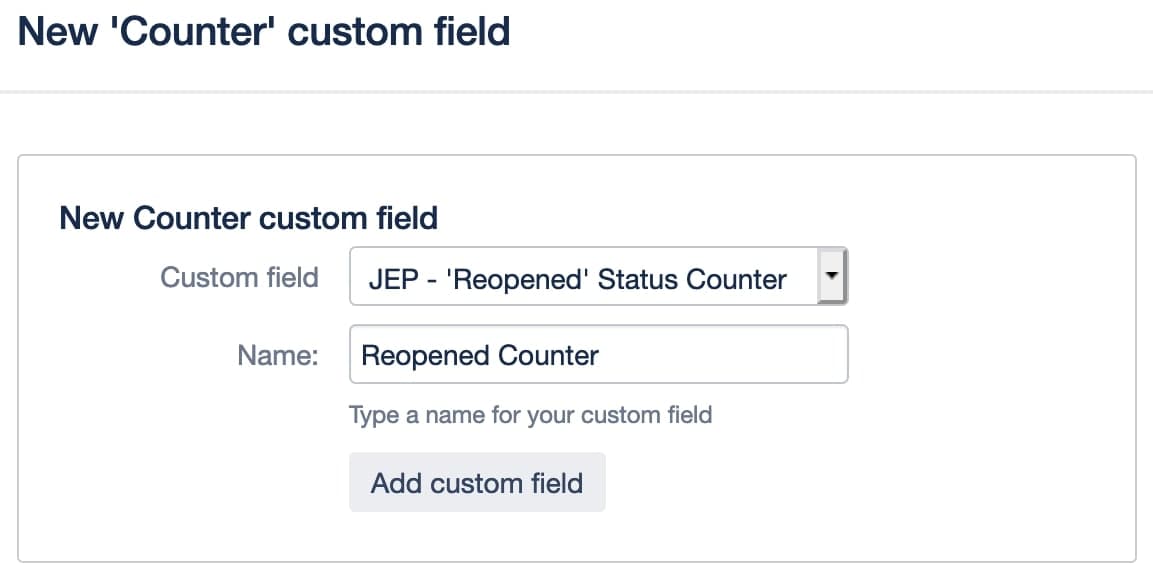 New 'Counter' custom field
New Counter custom field
Custom field JEP - 'Reopened' Status Counter
Name: Reopened Counter
Type a name for your custom field
Add custom field